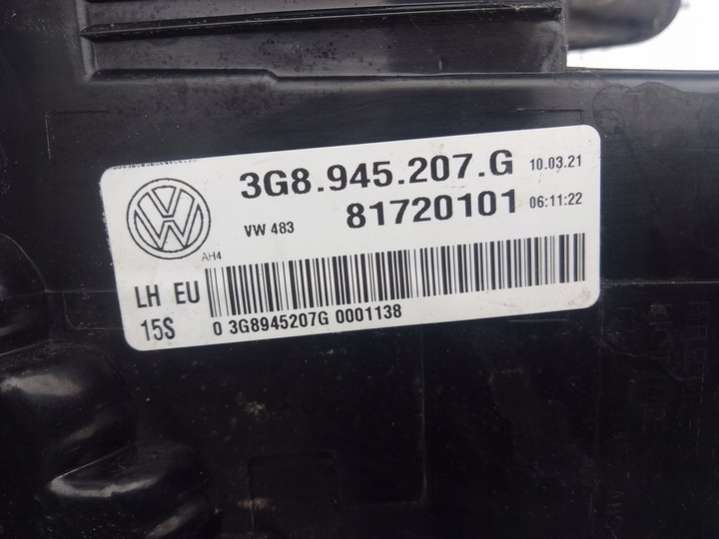 3G8.945.207.G 10.03.21
VW 483 81720101 06:11:22
AH4
LH EU
15S 0 3G8945207G 0001138